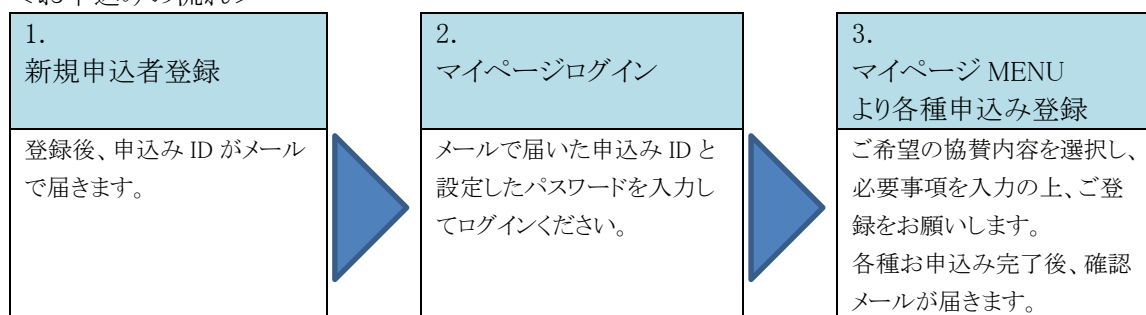 1.
新規申込者登録
登録後、申込み ID がメール
で届きます。
2.
マイページログイン
メールで届いた申込み ID と
設定したパスワードを入力し
てログインください。
3.
マイページ MENU
より各種申込み登録
ご希望の協賛内容を選択し、
必要事項を入力の上、ご登
録をお願いします。
各種お申込み完了後、確認
メールが届きます。